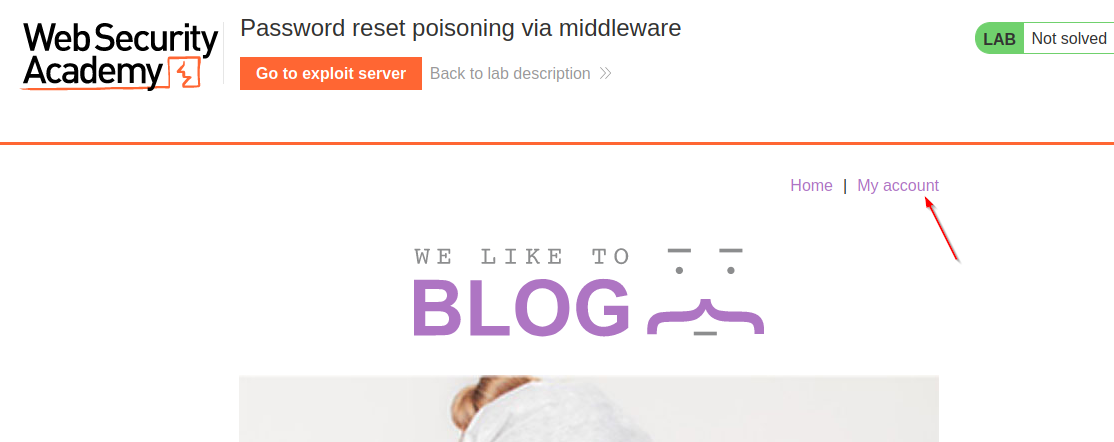 Web Security
Academy
Password reset poisoning via middleware
Go to exploit server
Back to lab description
LAB
Not solved
Home | My account
WE LIKE TO
BLOG